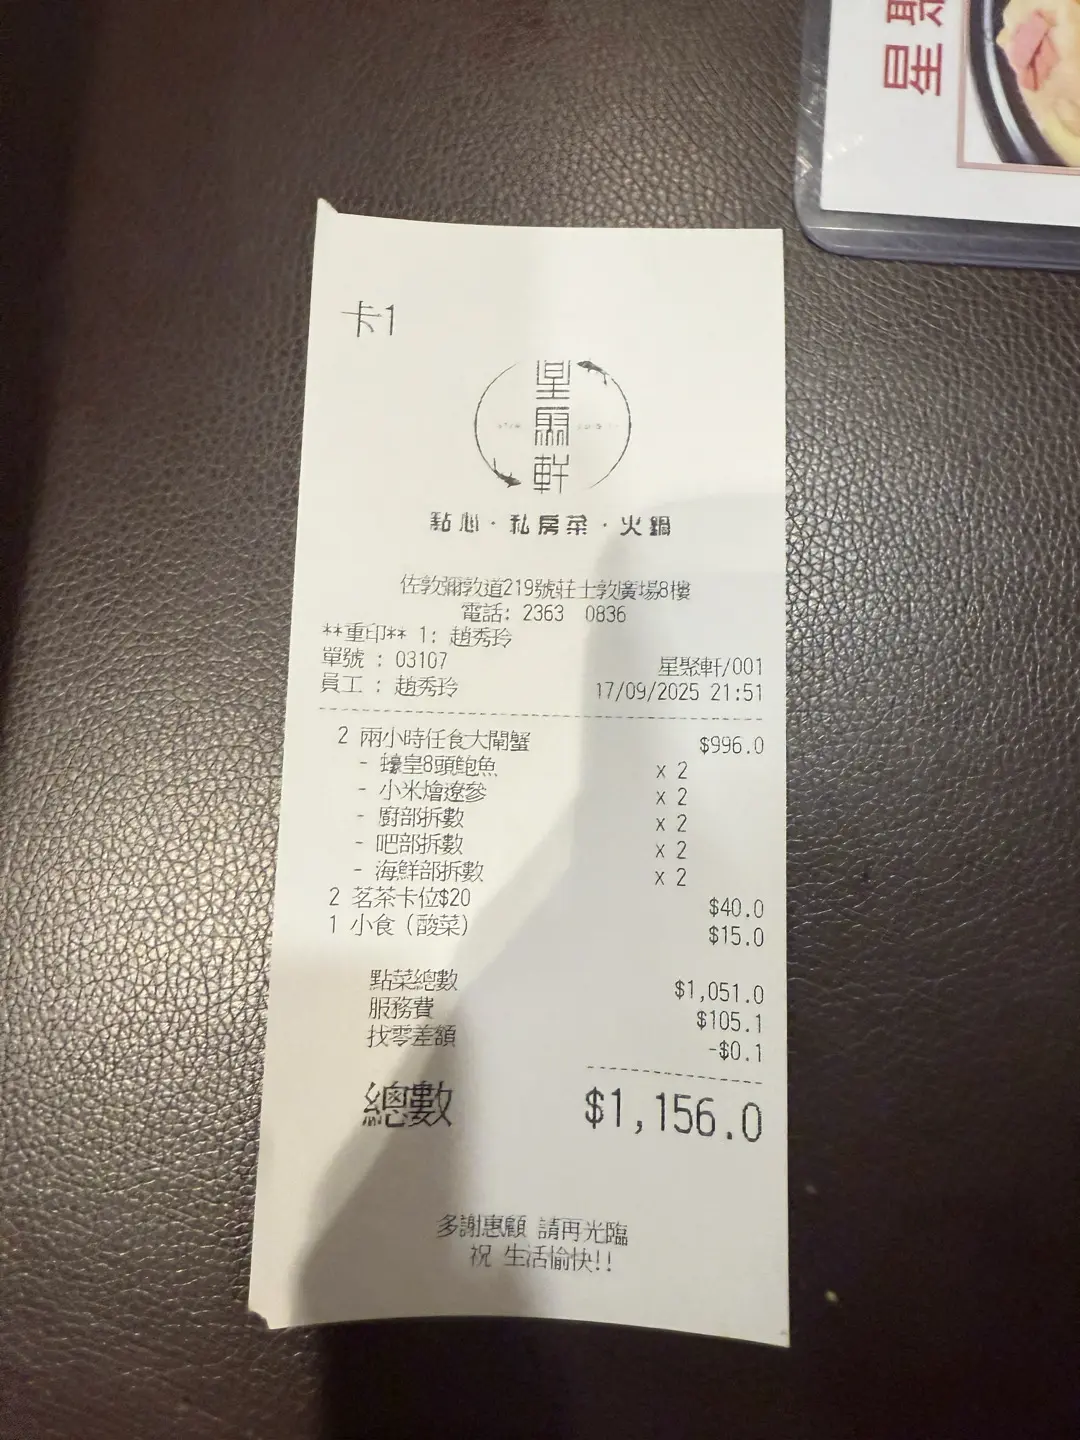 星聚
卡1
星聚軒
點心·私房菜·火鍋
佐敦彌敦道219號莊士敦廣場8樓
電話: 2363 0836
**重印** 1: 趙秀玲
單號 : 03107 星聚軒/001
員工 : 趙秀玲 17/09/2025 21:51
2 兩小時任食大閘蟹 $996.0
- 蠔皇8頭鮑魚 x 2
- 小米燴遼參 x 2
- 廚部拆數 x 2
- 吧部拆數 x 2
- 海鮮部拆數 x 2
2 茗茶卡位$20 $40.0
1 小食(酸菜) $15.0
點菜總數 $1,051.0
服務費 $105.1
找零差額 -$0.1
總數 $1,156.0
多謝惠顧 請再光臨
祝 生活愉快!!